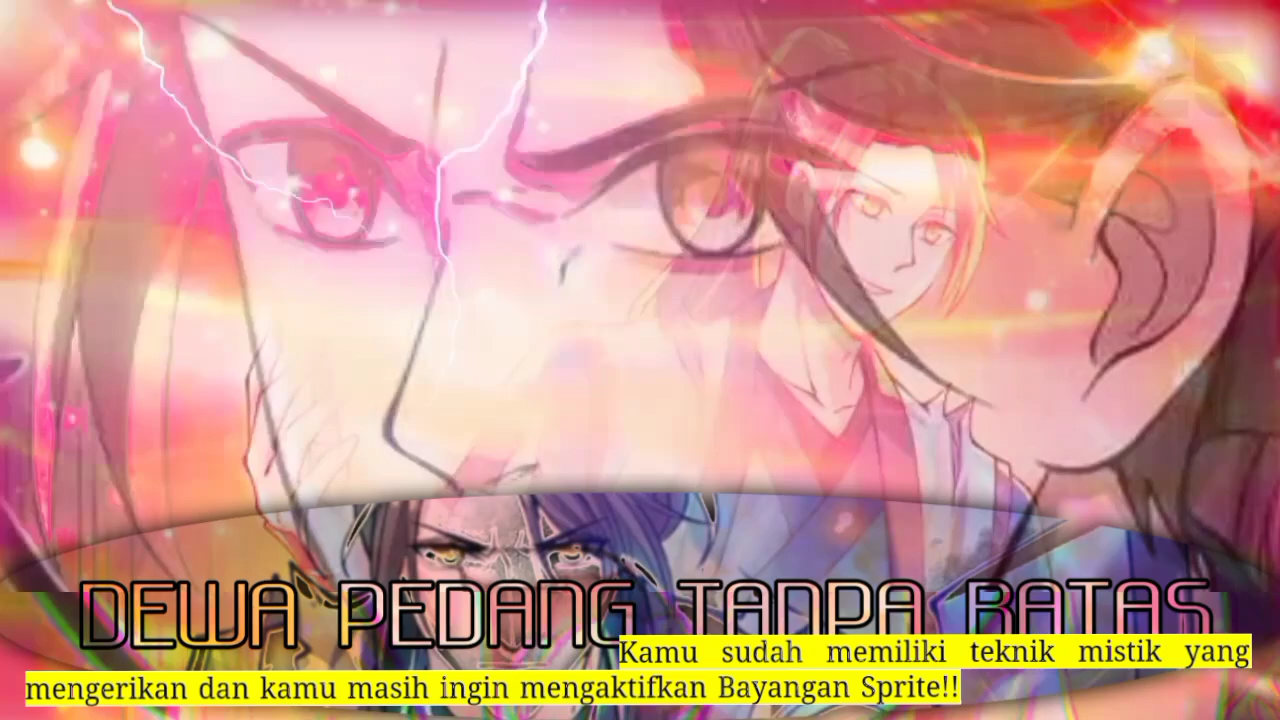 DEWA PEDANG TANPA BATAS
Kamu sudah memiliki teknik mistik yang
mengerikan dan kamu masih ingin mengaktifkan Bayangan Sprite!!